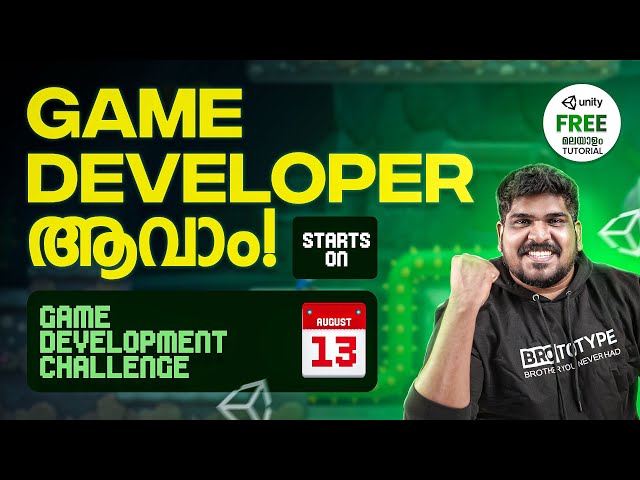 GAME
DEVELOPER
ആവാം!
STARTS
ON
GAME
DEVELOPMENT
CHALLENGE
AUGUST
13
unity
FREE
മലയാളം
TUTORIAL
BROTOTYPE
BROTHER YOU NEVER HAD